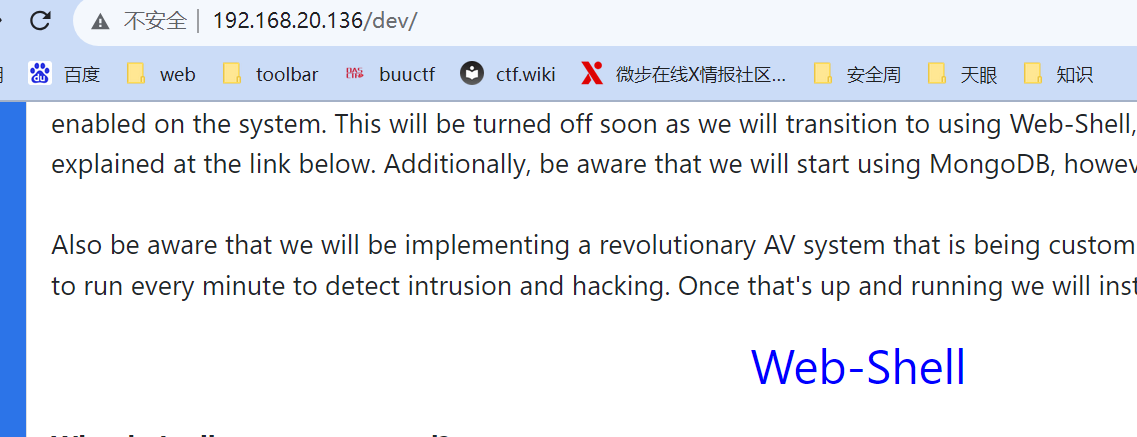 不安全 | 192.168.20.136/dev/
百度 web toolbar buuctf ctf.wiki 微步在线X情报社区... 安全周 天眼 知识
enabled on the system. This will be turned off soon as we will transition to using Web-Shell,
explained at the link below. Additionally, be aware that we will start using MongoDB, howev
Also be aware that we will be implementing a revolutionary AV system that is being custom
to run every minute to detect intrusion and hacking. Once that's up and running we will inst
Web-Shell